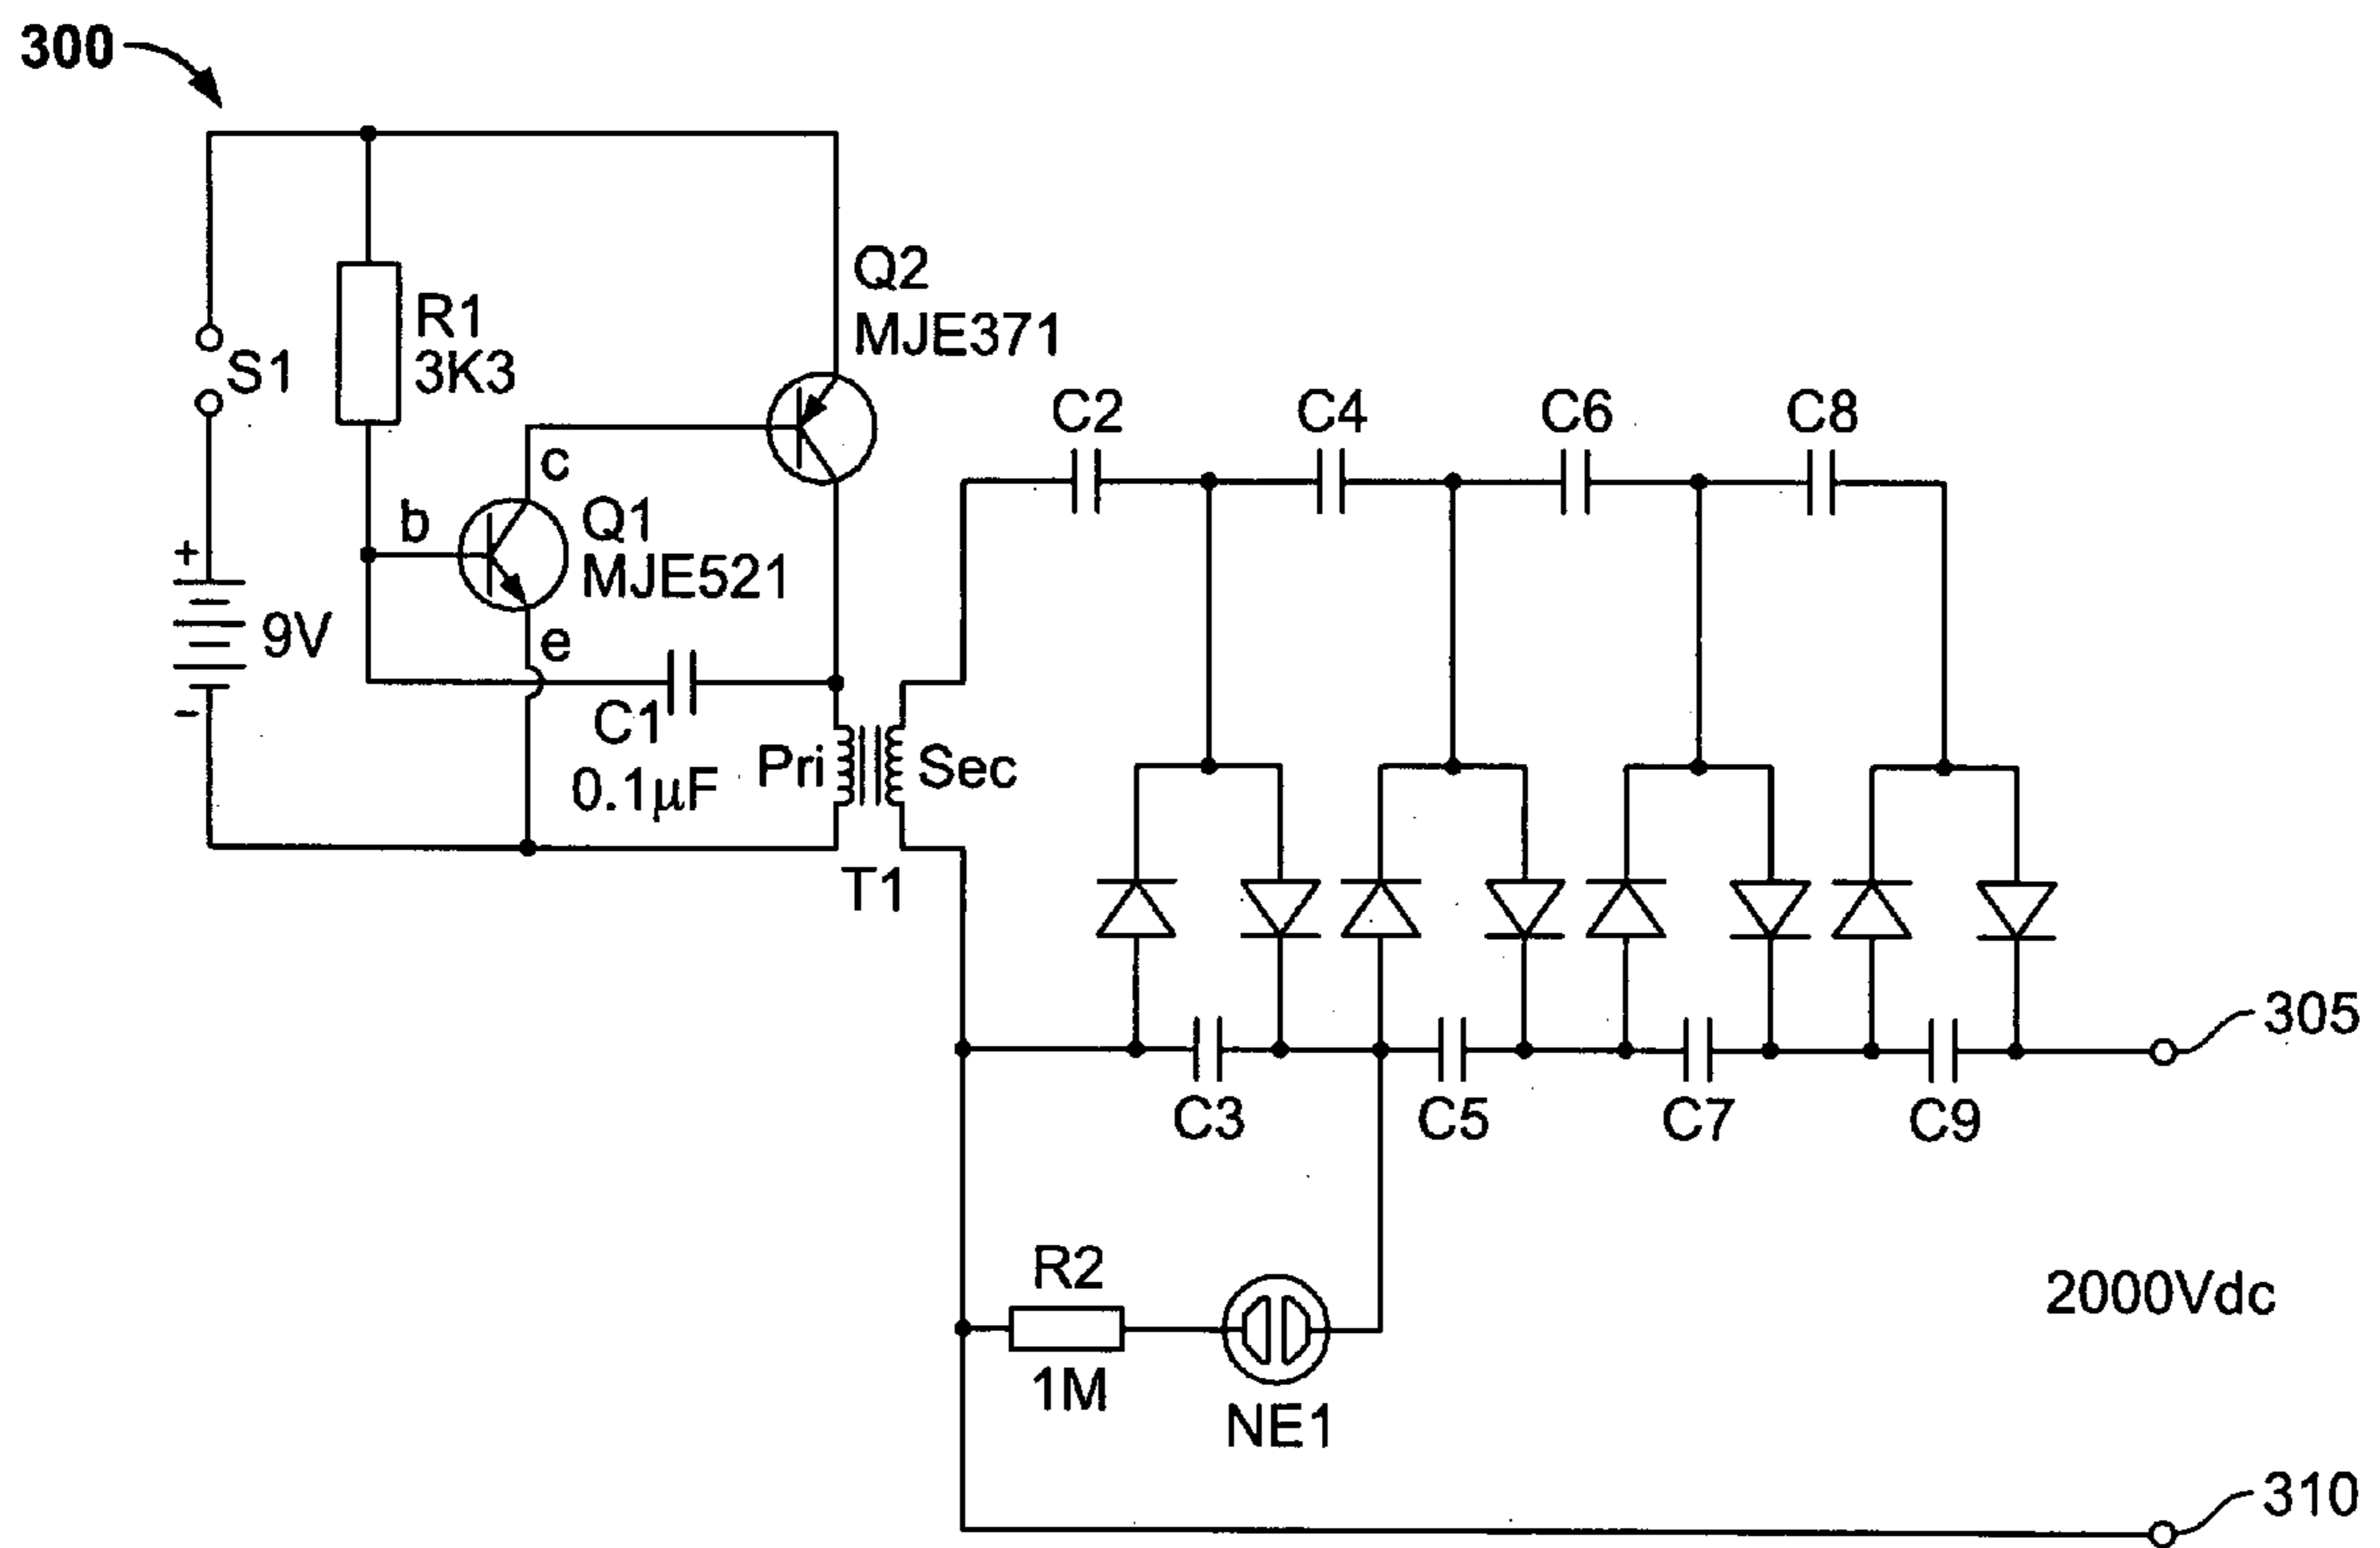 300
Q2
MJE371
R1
3K3
S1
C2
C4
C6
C8
c
b
Q1
MJE521
+
9V
e
-
C1
0.1µF
Pri
Sec
T1
305
C3
C5
C7
C9
R2
1M
NE1
2000Vdc
310